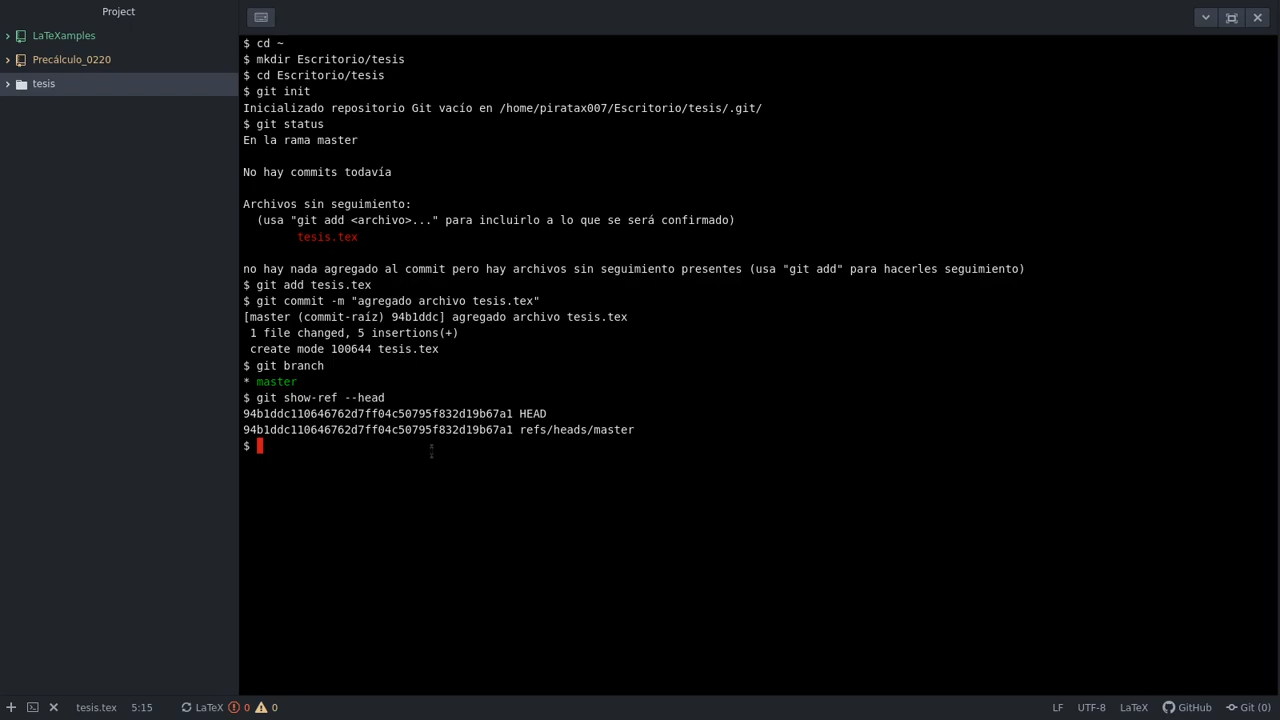 Project
LaTeXamples
Precálculo_0220
tesis
$ cd ~
$ mkdir Escritorio/tesis
$ cd Escritorio/tesis
$ git init
Inicializado repositorio Git vacío en /home/piratax007/Escritorio/tesis/.git/
$ git status
En la rama master
No hay commits todavía
Archivos sin seguimiento:
(usa "git add <archivo>..." para incluirlo a lo que se será confirmado)
tesis.tex
no hay nada agregado al commit pero hay archivos sin seguimiento presentes (usa "git add" para hacerles seguimiento)
$ git add tesis.tex
$ git commit -m "agregado archivo tesis.tex"
[master (commit-raíz) 94b1ddc] agregado archivo tesis.tex
1 file changed, 5 insertions(+)
create mode 100644 tesis.tex
$ git branch
* master
$ git show-ref --head
94b1ddc110646762d7ff04c50795f832d19b67a1 HEAD
94b1ddc110646762d7ff04c50795f832d19b67a1 refs/heads/master
$
tesis.tex 5:15 LaTeX 0 0 LF UTF-8 LaTeX GitHub Git (0)